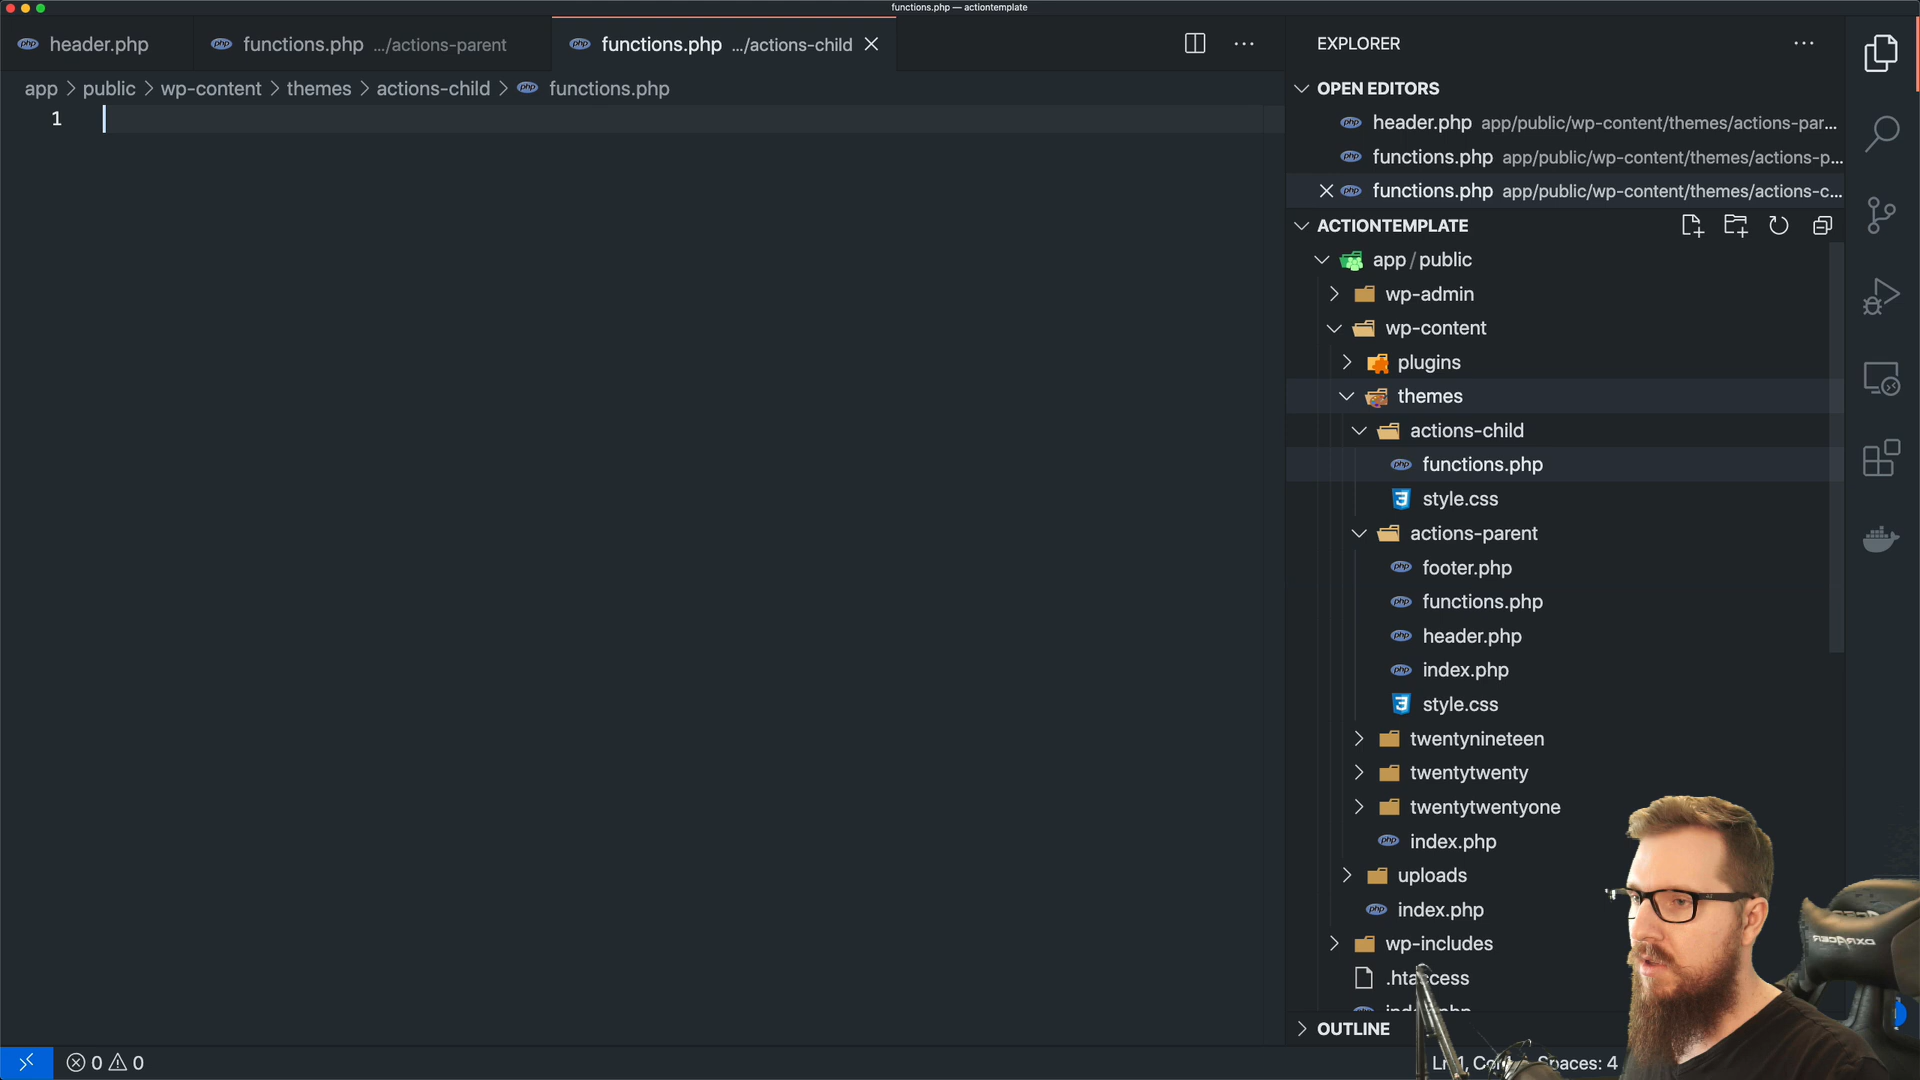 functions.php — actiontemplate
header.php
functions.php .../actions-parent
functions.php .../actions-child
app > public > wp-content > themes > actions-child > functions.php
1
EXPLORER
OPEN EDITORS
header.php app/public/wp-content/themes/actions-par...
functions.php app/public/wp-content/themes/actions-p...
functions.php app/public/wp-content/themes/actions-c...
ACTIONTEMPLATE
app / public
wp-admin
wp-content
plugins
themes
actions-child
functions.php
style.css
actions-parent
footer.php
functions.php
header.php
index.php
style.css
twentynineteen
twentytwenty
twentytwentyone
index.php
uploads
index.php
wp-includes
.htaccess
OUTLINE
0 0
Spaces: 4
DXRACER